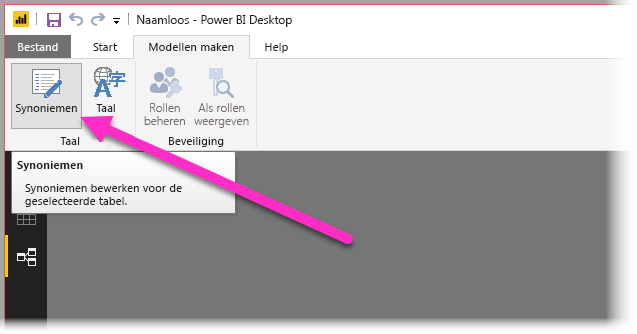 Naamloos - Power BI Desktop
Bestand Start Modellen maken Help
Synoniemen Taal Rollen beheren Als rollen weergeven
Taal Beveiliging
Synoniemen
Synoniemen bewerken voor de
geselecteerde tabel.